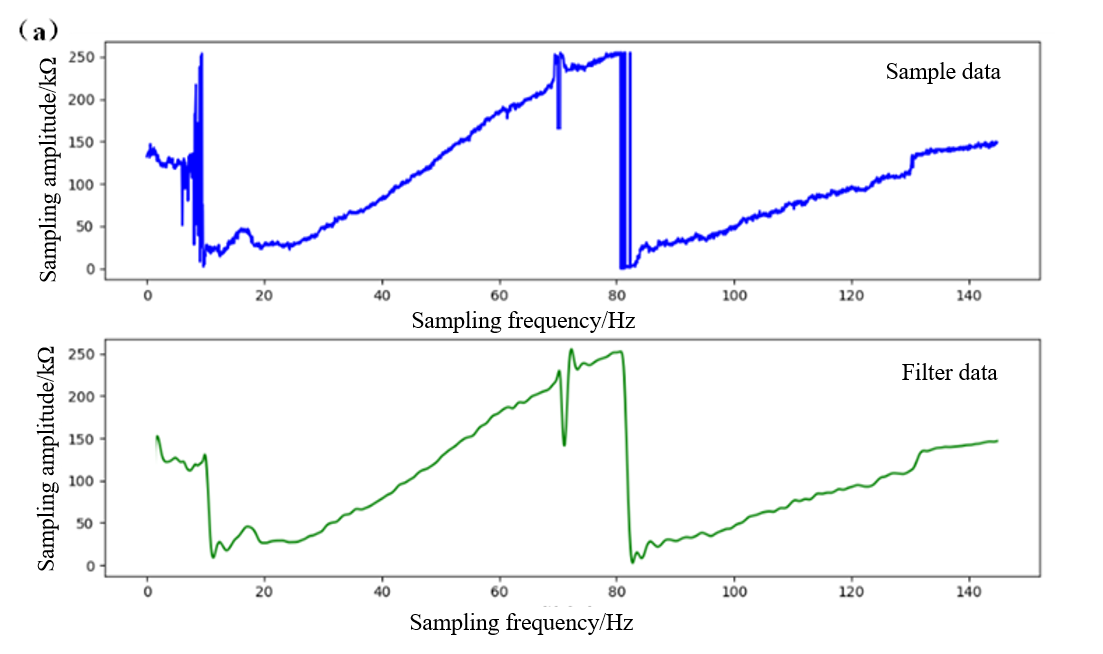 (a)
Sampling amplitude/kΩ
250
200
150
100
50
0
Sample data
0 20 40 60 80 100 120 140
Sampling frequency/Hz
Sampling amplitude/kΩ
250
200
150
100
50
0
Filter data
0 20 40 60 80 100 120 140
Sampling frequency/Hz